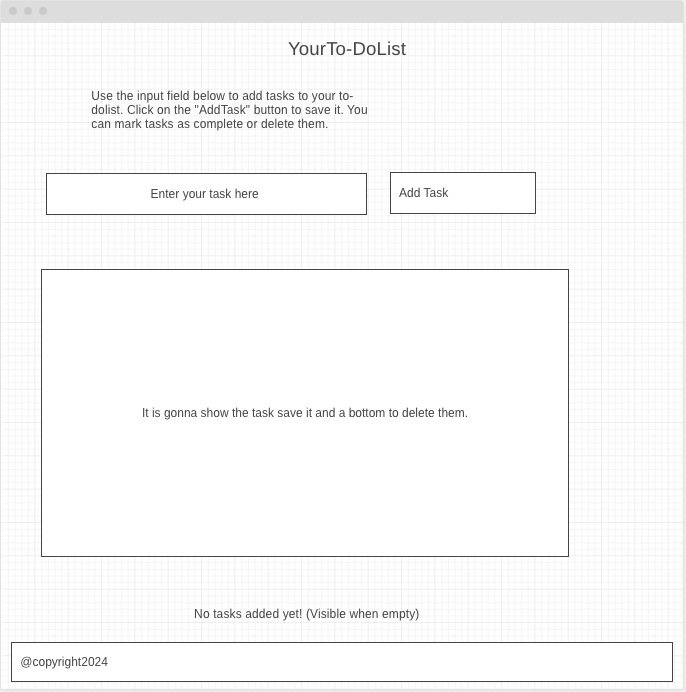 YourTo-DoList
Use the input field below to add tasks to your to-
dolist. Click on the "AddTask" button to save it. You
can mark tasks as complete or delete them.
Enter your task here
Add Task
It is gonna show the task save it and a bottom to delete them.
No tasks added yet! (Visible when empty)
@copyright2024